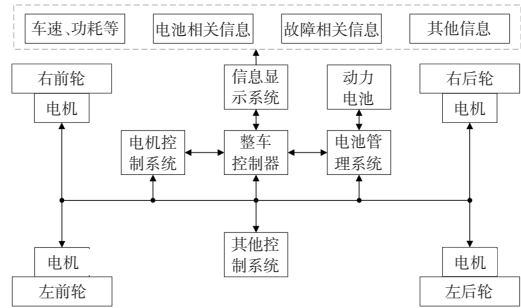 车速、功耗等
电池相关信息
故障相关信息
其他信息
右前轮
电机
信息显
示系统
动力
电池
右后轮
电机
电机控
制系统
整车
控制器
电池管
理系统
其他控
制系统
电机
左前轮
电机
左后轮